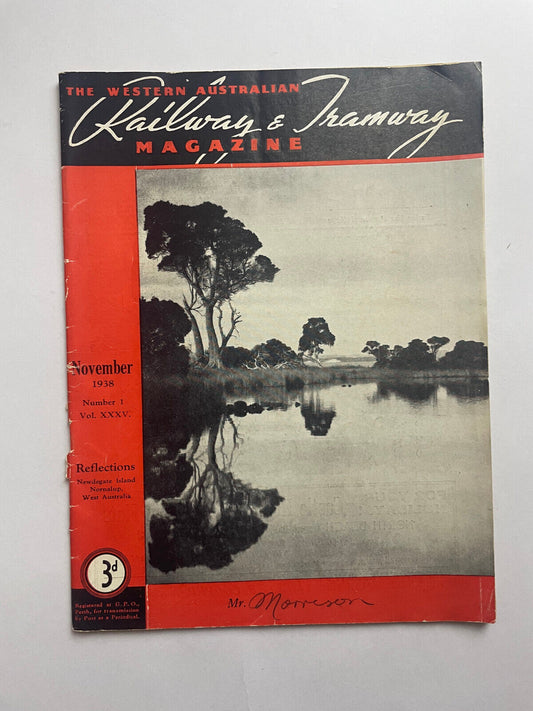 THE WESTERN AUSTRALIAN
Railway & Tramway
MAGAZINE
November
1938
Number 1
Vol. XXXV.
Reflections
Newdegate Island
Nornalup,
West Australia
3d
Registered at G.P.O.,
Perth, for transmission
by Post as a Periodical.
Mr. Morreson